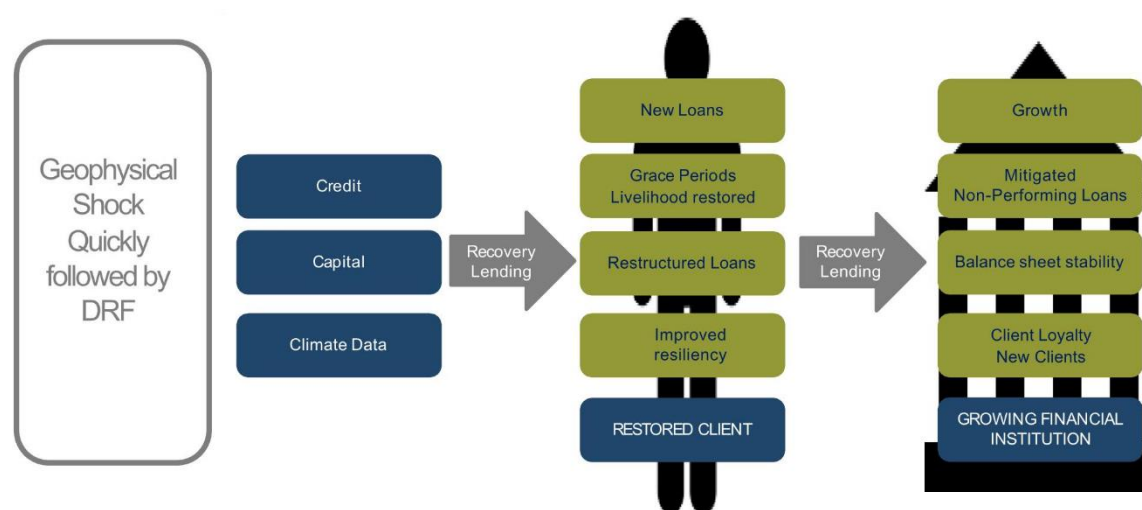 Geophysical
Shock
Quickly
followed by
DRF
Credit
Capital
Climate Data
Recovery
Lending
New Loans
Grace Periods
Livelihood restored
Restructured Loans
Improved
resiliency
RESTORED CLIENT
Recovery
Lending
Growth
Mitigated
Non-Performing Loans
Balance sheet stability
Client Loyalty
New Clients
GROWING FINANCIAL
INSTITUTION